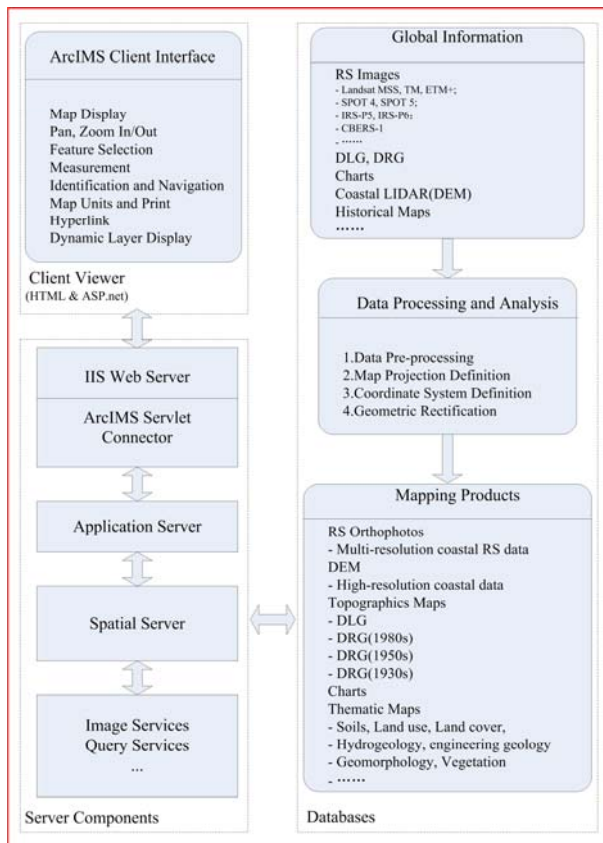 ArcIMS Client Interface
Map Display
Pan, Zoom In/Out
Feature Selection
Measurement
Identification and Navigation
Map Units and Print
Hyperlink
Dynamic Layer Display
Client Viewer
(HTML & ASP.net)
IIS Web Server
ArcIMS Servlet
Connector
Application Server
Spatial Server
Image Services
Query Services
...
Server Components
Global Information
RS Images
- Landsat MSS, TM, ETM+;
- SPOT 4, SPOT 5;
- IRS-P5, IRS-P6;
- CBERS-1
- ……
DLG, DRG
Charts
Coastal LIDAR(DEM)
Historical Maps
……
Data Processing and Analysis
1.Data Pre-processing
2.Map Projection Definition
3.Coordinate System Definition
4.Geometric Rectification
Mapping Products
RS Orthophotos
- Multi-resolution coastal RS data
DEM
- High-resolution coastal data
Topographics Maps
- DLG
- DRG(1980s)
- DRG(1950s)
- DRG(1930s)
Charts
Thematic Maps
- Soils, Land use, Land cover,
- Hydrogeology, engineering geology
- Geomorphology, Vegetation
- ……
Databases